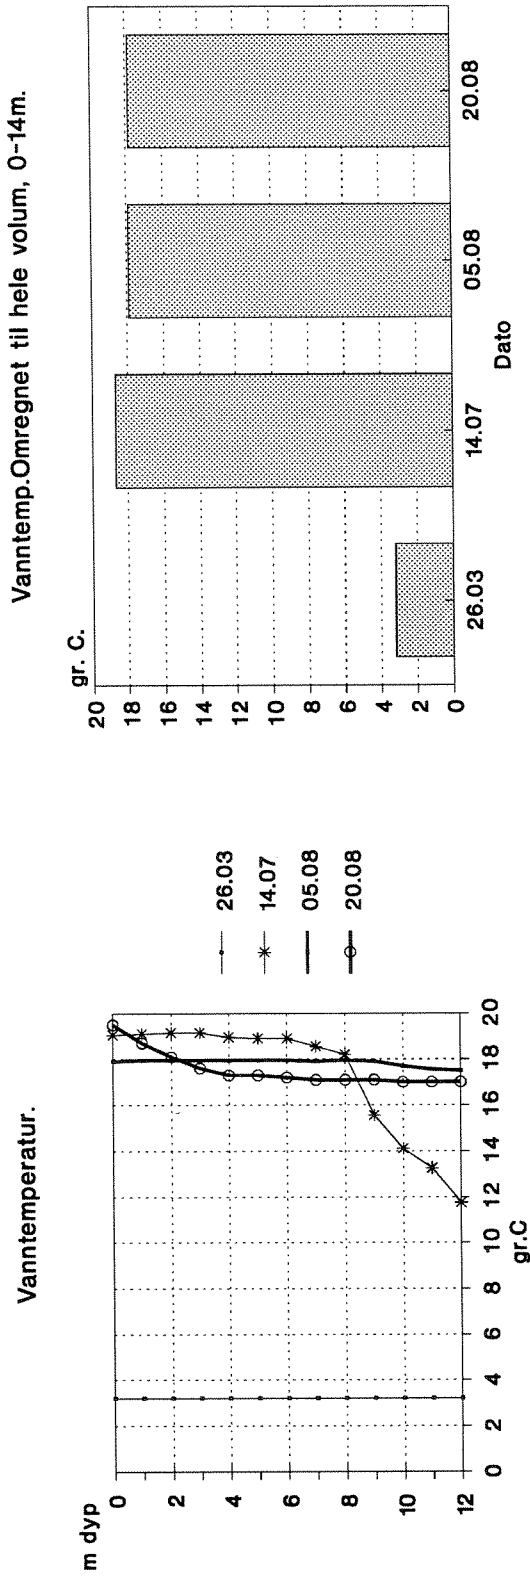 Vanntemperatur.
m dyp
0
2
4
6
8
10
12
0 2 4 6 8 10 12 14 16 18 20
gr.C
26.03
14.07
05.08
20.08
Vanntemp.Omregnet til hele volum, 0-14m.
gr. C.
20
18
16
14
12
10
8
6
4
2
0
26.03 14.07 05.08 20.08
Dato